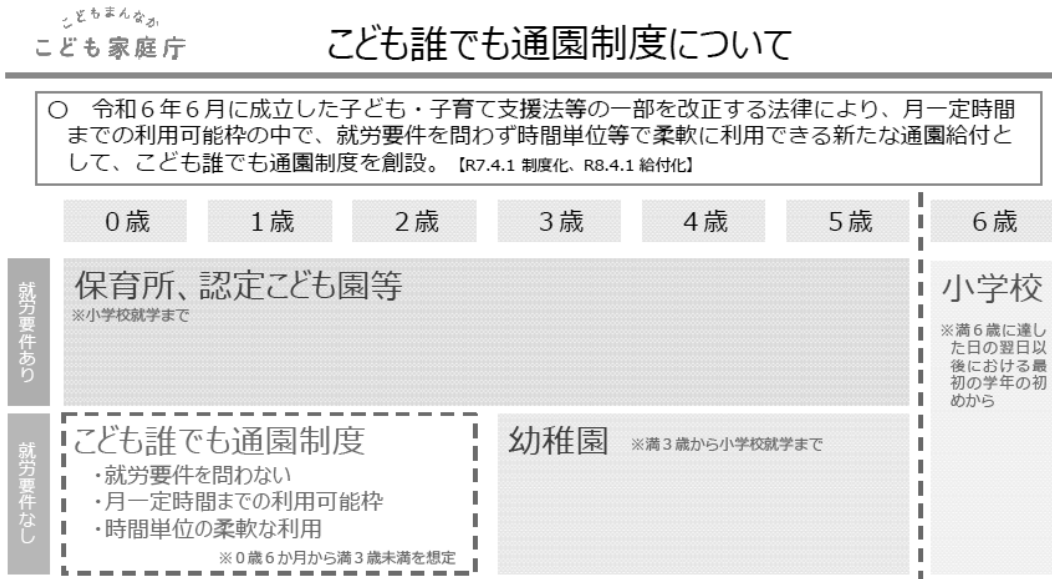 こどもまんなか
こども家庭庁
こども誰でも通園制度について
○　令和６年６月に成立した子ども・子育て支援法等の一部を改正する法律により、月一定時間
までの利用可能枠の中で、就労要件を問わず時間単位等で柔軟に利用できる新たな通園給付と
して、こども誰でも通園制度を創設。【R7.4.1 制度化、R8.4.1 給付化】
０歳
１歳
２歳
３歳
４歳
５歳
６歳
就労要件あり
保育所、認定こども園等
※小学校就学まで
小学校
※満６歳に達し
た日の翌日以
後における最
初の学年の初
めから
就労要件なし
こども誰でも通園制度
・就労要件を問わない
・月一定時間までの利用可能枠
・時間単位の柔軟な利用
※０歳６か月から満３歳未満を想定
幼稚園　※満３歳から小学校就学まで